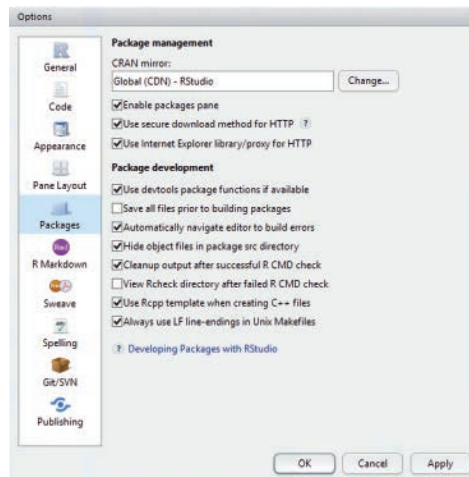 Options
General
Code
Appearance
Pane Layout
Packages
R Markdown
Sweave
Spelling
Git/SVN
Publishing
Package management
CRAN mirror:
Global (CDN) - RStudio
Change...
Enable packages pane
Use secure download method for HTTP ?
Use Internet Explorer library/proxy for HTTP
Package development
Use devtools package functions if available
Save all files prior to building packages
Automatically navigate editor to build errors
Hide object files in package src directory
Cleanup output after successful R CMD check
View Rcheck directory after failed R CMD check
Use Rcpp template when creating C++ files
Always use LF line-endings in Unix Makefiles
? Developing Packages with RStudio
OK Cancel Apply